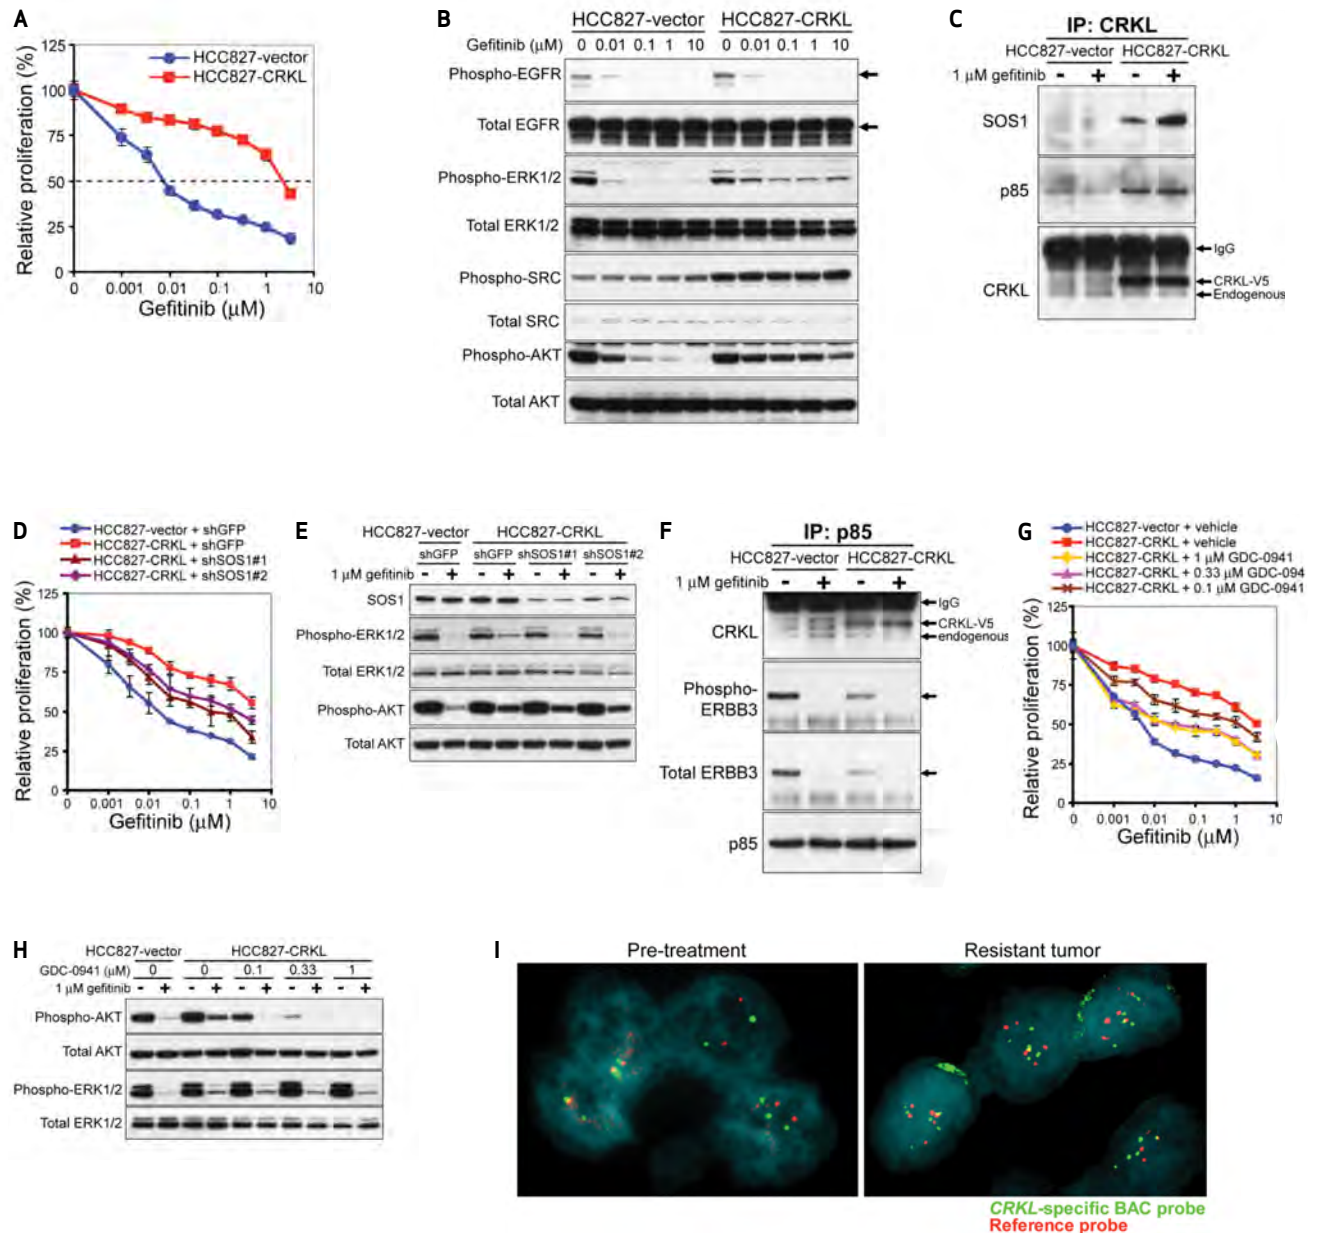 A
125
100
75
50
25
0
Relative proliferation (%)
HCC827-vector
HCC827-CRKL
0 0.001 0.01 0.1 1 10
Gefitinib (μM)
B
HCC827-vector HCC827-CRKL
Gefitinib (μM) 0 0.01 0.1 1 10 0 0.01 0.1 1 10
Phospho-EGFR
Total EGFR
Phospho-ERK1/2
Total ERK1/2
Phospho-SRC
Total SRC
Phospho-AKT
Total AKT
C
IP: CRKL
HCC827-vector HCC827-CRKL
1 μM gefitinib - + - +
SOS1
p85
CRKL
IgG
CRKL-V5
Endogenous
D
HCC827-vector + shGFP
HCC827-CRKL + shGFP
HCC827-CRKL + shSOS1#1
HCC827-CRKL + shSOS1#2
125
100
75
50
25
0
Relative proliferation (%)
0 0.001 0.01 0.1 1 10
Gefitinib (μM)
E
HCC827-vector HCC827-CRKL
shGFP shGFP shSOS1#1 shSOS1#2
1 μM gefitinib - + - + - + - +
SOS1
Phospho-ERK1/2
Total ERK1/2
Phospho-AKT
Total AKT
F
IP: p85
HCC827-vector HCC827-CRKL
1 μM gefitinib - + - +
CRKL
IgG
CRKL-V5
endogenous
Phospho-
ERBB3
Total ERBB3
p85
G
HCC827-vector + vehicle
HCC827-CRKL + vehicle
HCC827-CRKL + 1 μM GDC-0941
HCC827-CRKL + 0.33 μM GDC-094
HCC827-CRKL + 0.1 μM GDC-0941
125
100
75
50
25
0
Relative proliferation (%)
0 0.001 0.01 0.1 1 10
Gefitinib (μM)
H
HCC827-vector HCC827-CRKL
GDC-0941 (μM) 0 0 0.1 0.33 1
1 μM gefitinib - + - + - + - + - +
Phospho-AKT
Total AKT
Phospho-ERK1/2
Total ERK1/2
I
Pre-treatment Resistant tumor
CRKL-specific BAC probe
Reference probe